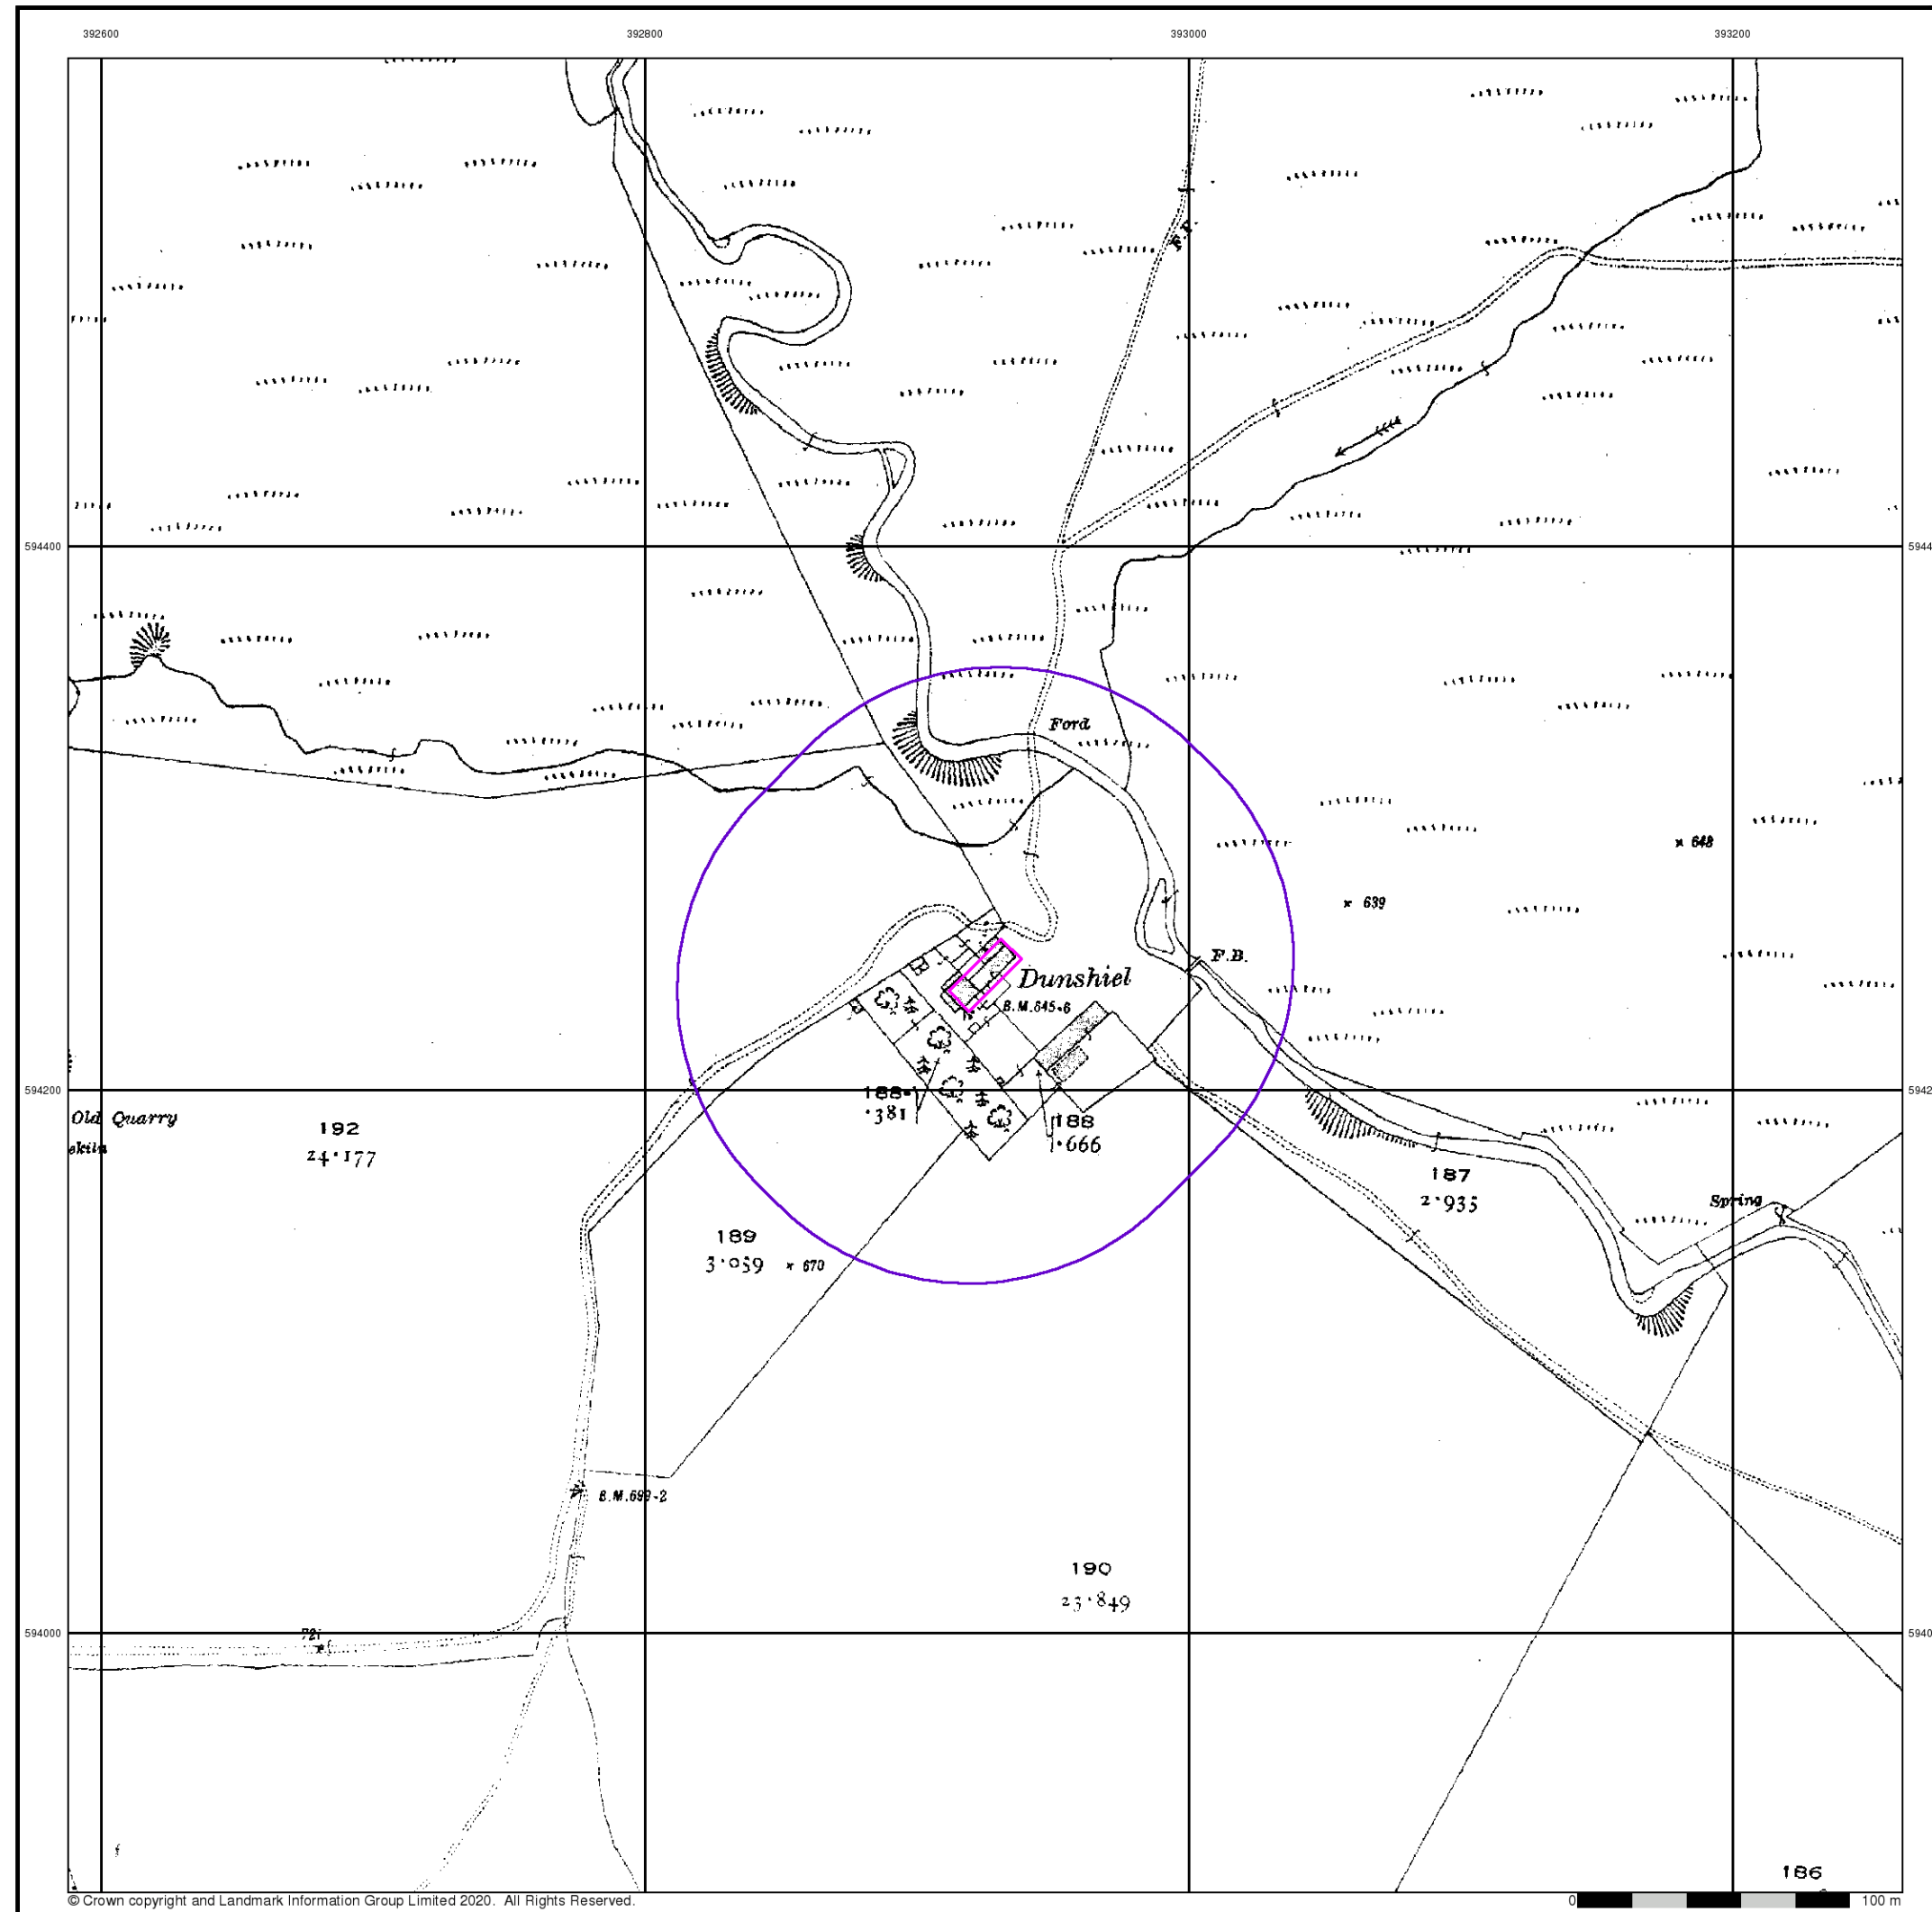 392600 392800 393000 393200
594400
Ford
648
639
F.B.
Dunshiel
B.M.645·6
594200
Old Quarry
192
24·177
188
·666
·381
187
2·935
Spring
189
3·059
670
B.M.699·2
190
23·849
594000
721
186
© Crown copyright and Landmark Information Group Limited 2020. All Rights Reserved.
0 100 m